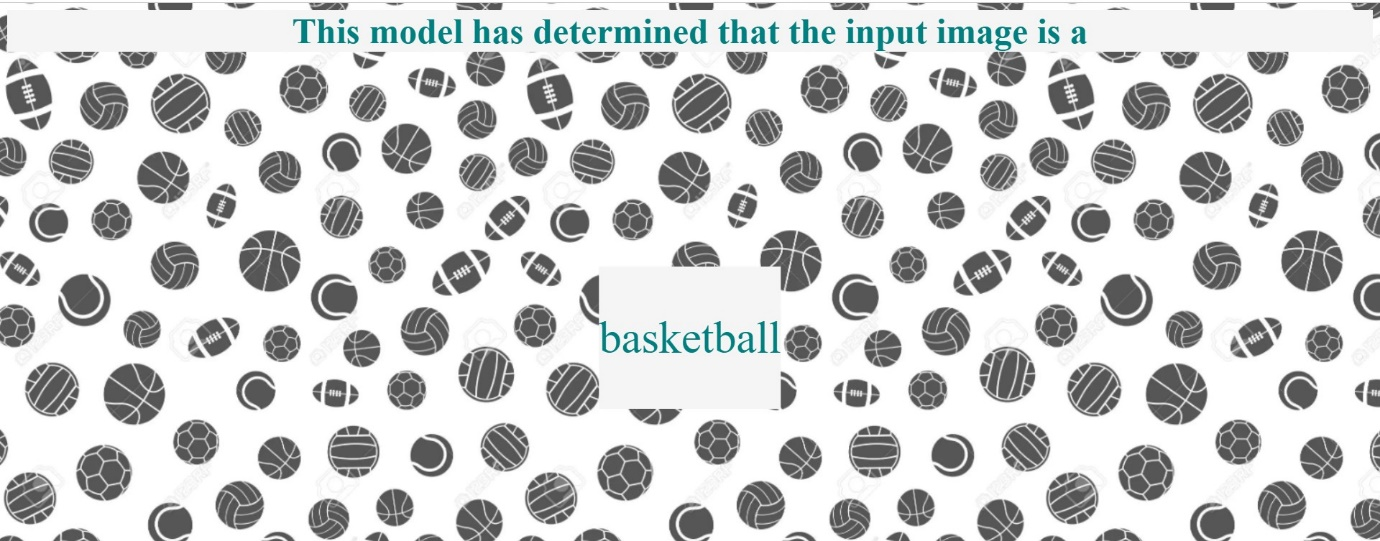 This model has determined that the input image is a
basketball